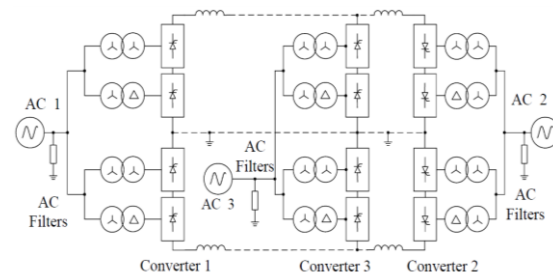 AC 1
AC 2
AC
Filters
AC 3
AC
Filters
AC
Filters
Converter 1
Converter 3
Converter 2